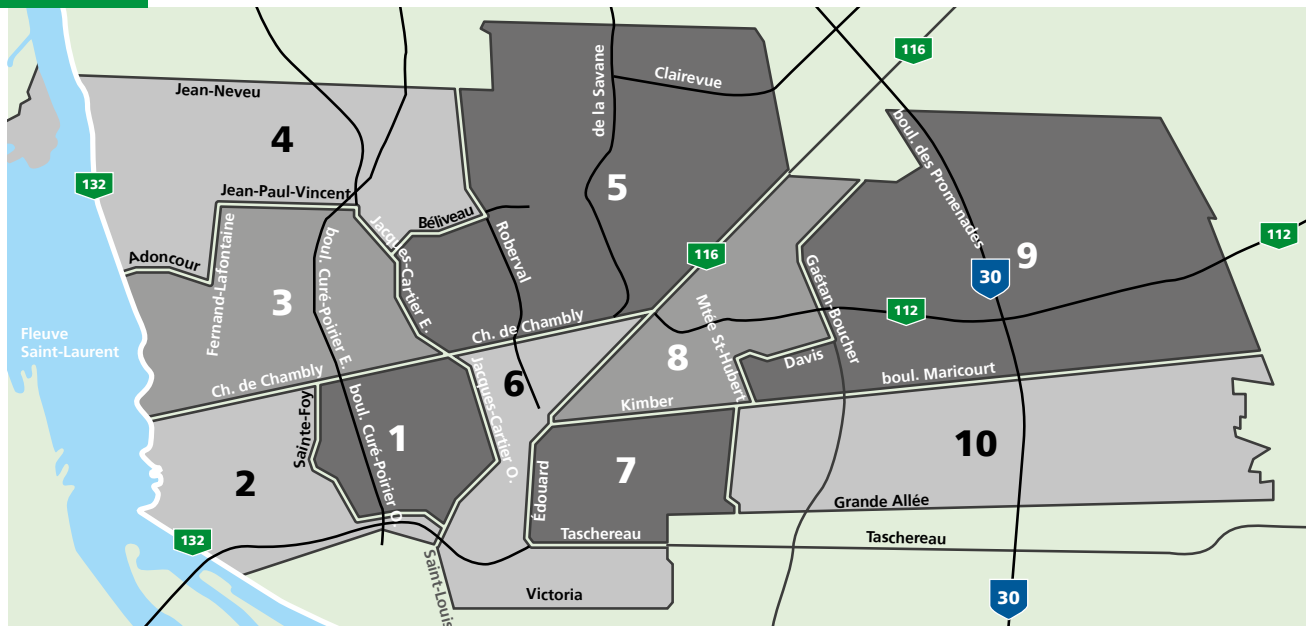 116
Clairevue
de la Savane
Jean-Neveu
4
boul. des Promenades
132
5
Jean-Paul-Vincent
Béliveau
Jacques-Cartier E.
Roberval
112
9
116
Adoncour
Fernand-Lafontaine
boul. Curé-Poirier E.
Gaétan-Boucher
30
3
Mtée St-Hubert
112
Fleuve
Saint-Laurent
Ch. de Chambly
8
Davis
boul. Maricourt
Ch. de Chambly
Jacques-Cartier O.
6
Kimber
Sainte-Foy
1
boul. Curé-Poirier O.
10
2
7
Édouard
Grande Allée
132
Taschereau
Taschereau
Saint-Louis
Victoria
30